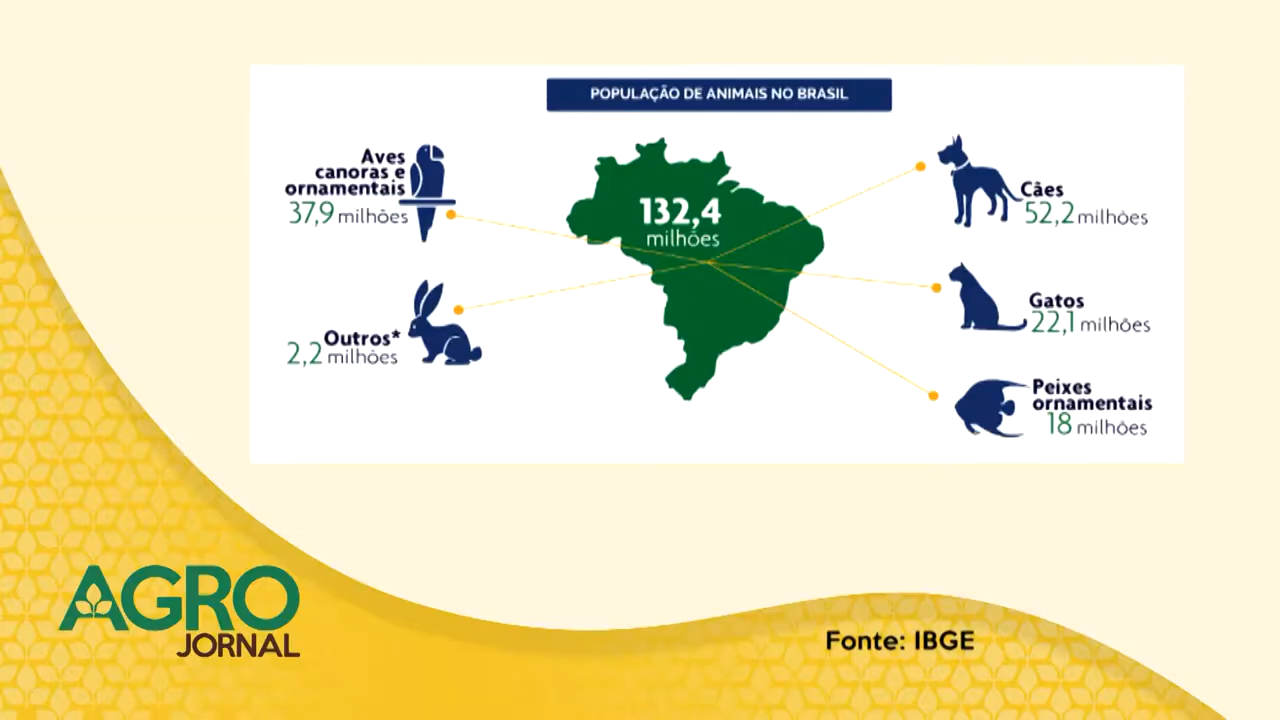 POPULAÇÃO DE ANIMAIS NO BRASIL
Aves
canoras e
ornamentais
37,9 milhões
Outros*
2,2 milhões
132,4
milhões
Cães
52,2 milhões
Gatos
22,1 milhões
Peixes
ornamentais
18 milhões
AGRO
JORNAL
Fonte: IBGE